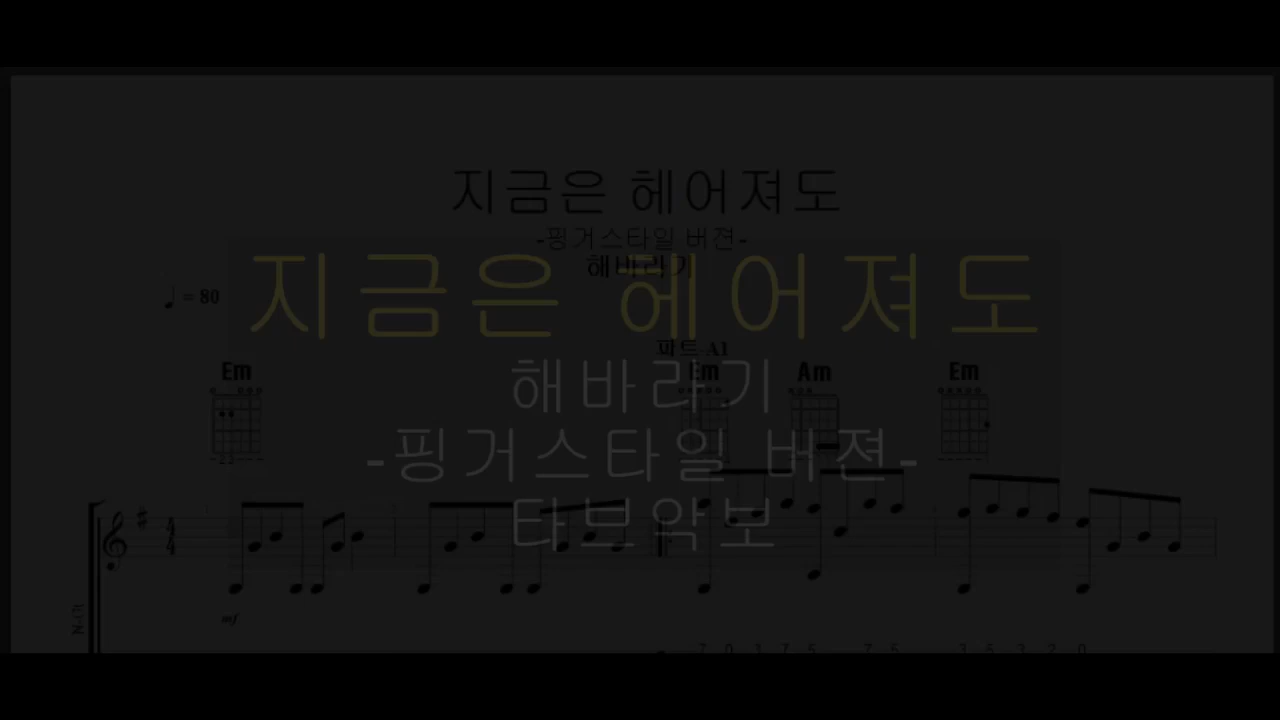 지금은 헤어져도
-핑거스타일 버젼-
해바라기
지금은 헤어져도
♩ = 80
파트 A1
Em Em Am Em
해바라기
-핑거스타일 버젼-
타브악보
4
4
mf